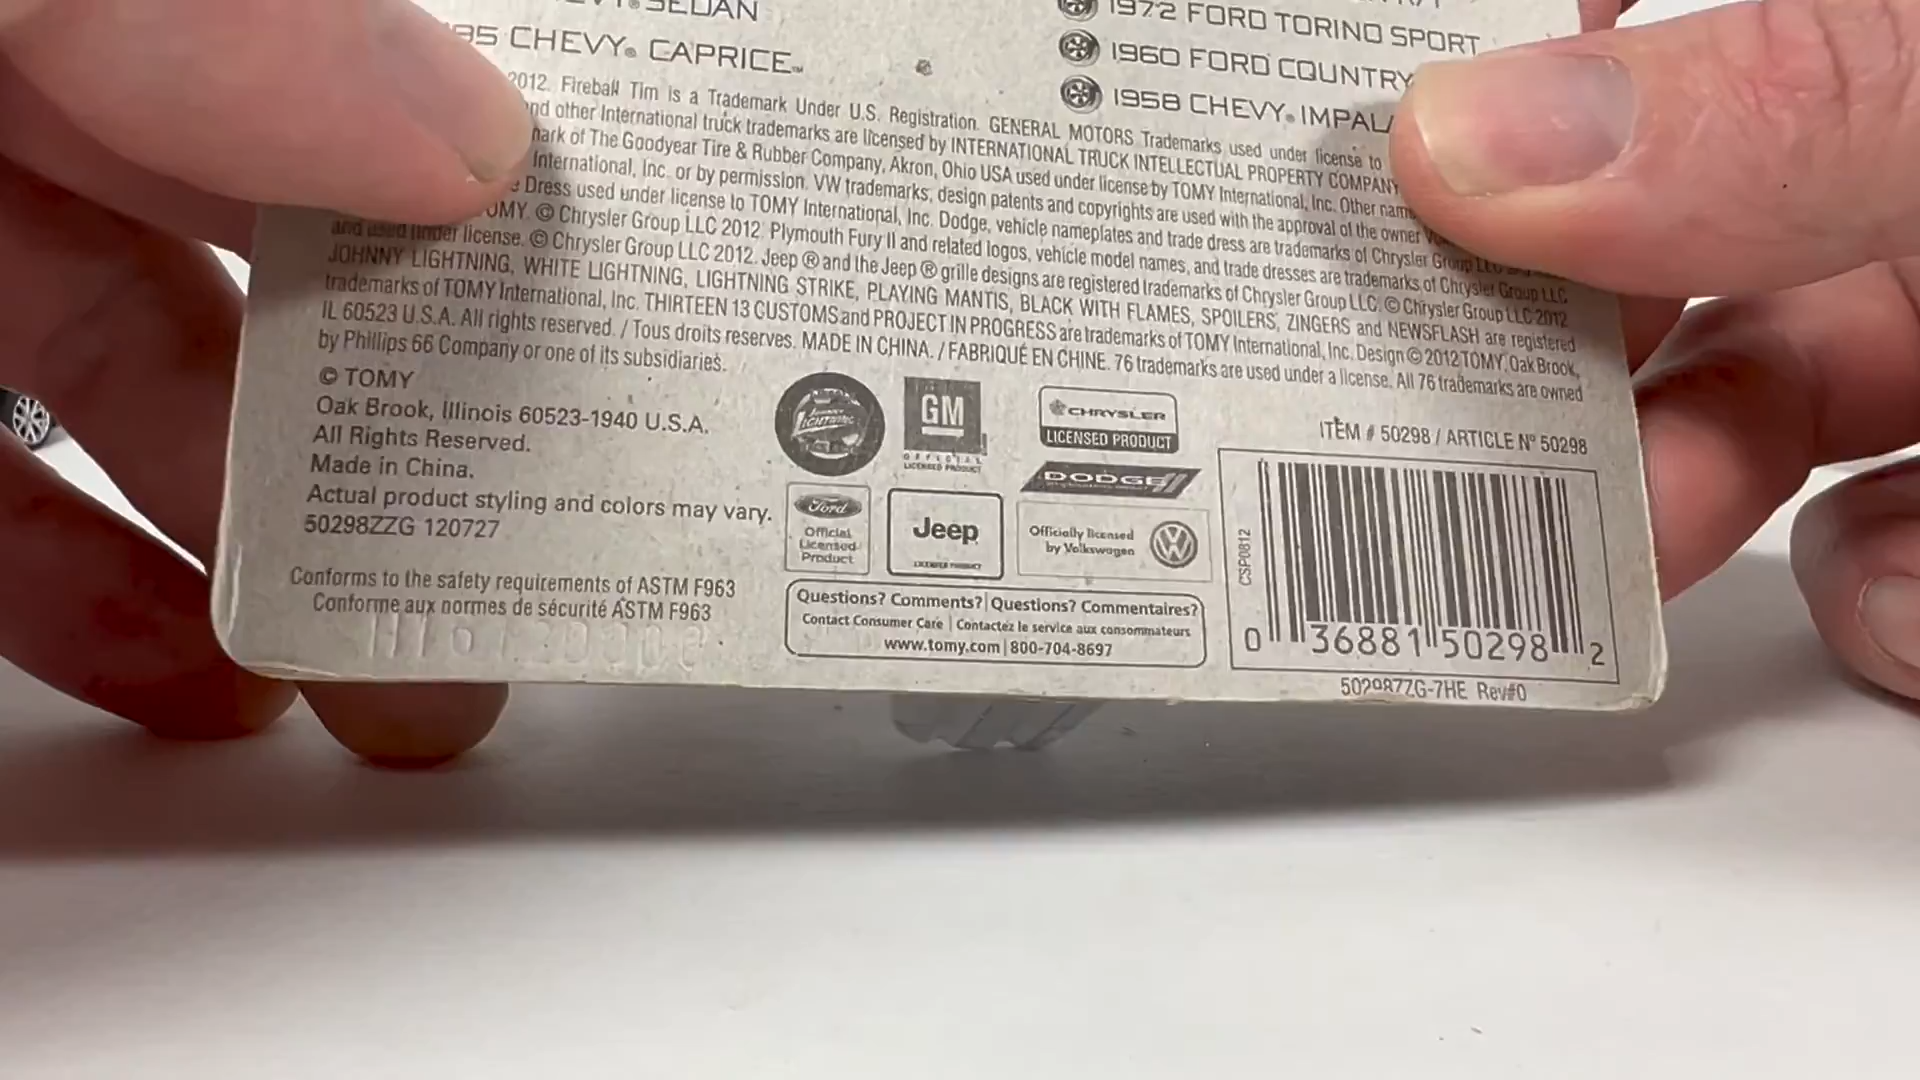 SEDAN
95 CHEVY® CAPRICE™
1972 FORD TORINO SPORT
1960 FORD COUNTRY
1958 CHEVY® IMPALA
2012. Fireball Tim is a Trademark Under U.S. Registration. GENERAL MOTORS Trademarks used under license to
and other International truck trademarks are licensed by INTERNATIONAL TRUCK INTELLECTUAL PROPERTY COMPANY
mark of The Goodyear Tire & Rubber Company, Akron, Ohio USA used under license by TOMY International, Inc. Other nam
International, Inc. or by permission. VW trademarks, design patents and copyrights are used with the approval of the owner
e Dress used under license to TOMY International, Inc. Dodge, vehicle nameplates and trade dress are trademarks of Chrysler Group LLC
TOMY. © Chrysler Group LLC 2012. Plymouth Fury II and related logos, vehicle model names, and trade dresses are trademarks of Chrysler Group LLC
and used under license. © Chrysler Group LLC 2012. Jeep ® and the Jeep ® grille designs are registered trademarks of Chrysler Group LLC. © Chrysler Group LLC 2012
JOHNNY LIGHTNING, WHITE LIGHTNING, LIGHTNING STRIKE, PLAYING MANTIS, BLACK WITH FLAMES, SPOILERS, ZINGERS and NEWSFLASH are registered
trademarks of TOMY International, Inc. THIRTEEN 13 CUSTOMS and PROJECT IN PROGRESS are trademarks of TOMY International, Inc. Design © 2012 TOMY, Oak Brook,
IL 60523 U.S.A. All rights reserved. / Tous droits reserves. MADE IN CHINA. / FABRIQUÉ EN CHINE. 76 trademarks are used under a license. All 76 trademarks are owned
by Phillips 66 Company or one of its subsidiaries.
© TOMY
Oak Brook, Illinois 60523-1940 U.S.A.
All Rights Reserved.
Made in China.
Actual product styling and colors may vary.
50298ZZG 120727
Conforms to the safety requirements of ASTM F963
Conforme aux normes de sécurité ASTM F963
LIGHTNING
GM
OFFICIAL
LICENSED PRODUCT
CHRYSLER
LICENSED PRODUCT
DODGE
Ford
Official
Licensed
Product
Jeep
LICENSED PRODUCT
Officially licensed
by Volkswagen
Questions? Comments? | Questions? Commentaires?
Contact Consumer Care | Contactez le service aux consommateurs
www.tomy.com | 800-704-8697
ITEM # 50298 / ARTICLE Nº 50298
CSP0812
0 36881 50298 2
50298ZZG-7HE Rev#0